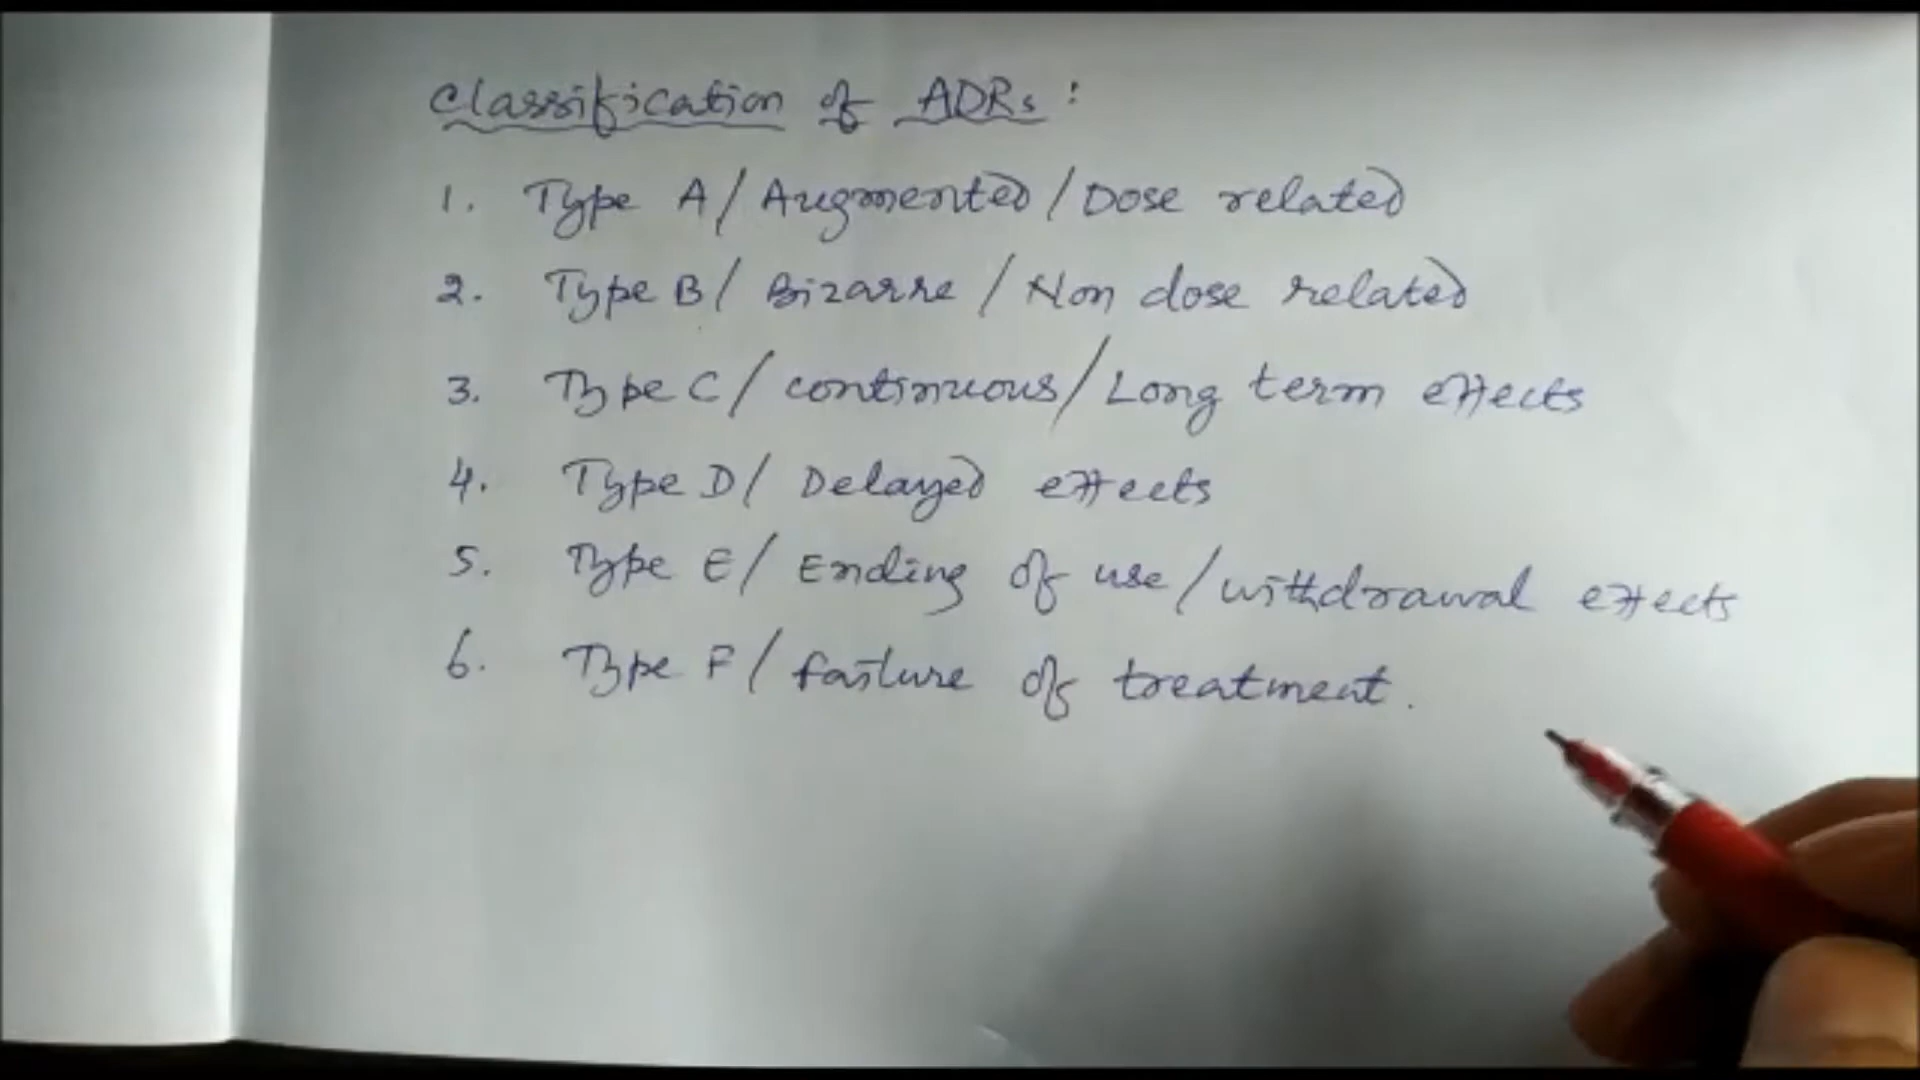 Classification of ADRs :
1. Type A / Augmented / Dose related
2. Type B / Bizarre / Non dose related
3. Type C / continuous / Long term effects
4. Type D / Delayed effects
5. Type E / Ending of use / withdrawal effects
6. Type F / failure of treatment.